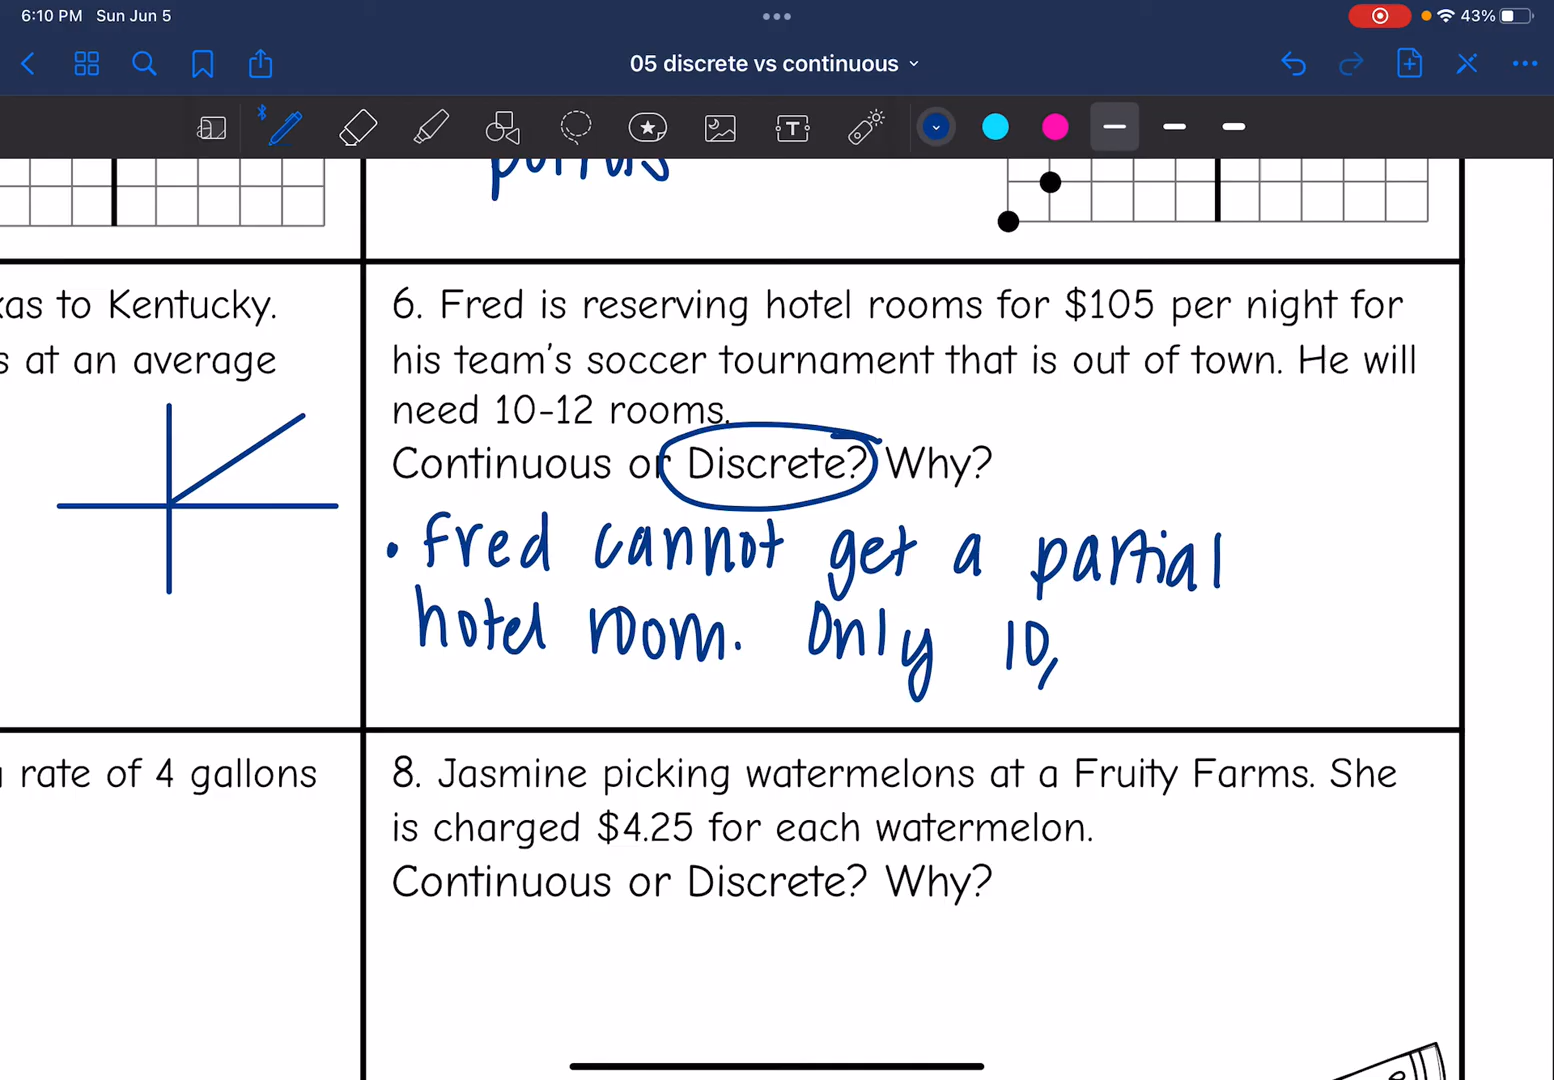 6:10 PM Sun Jun 5
43%
05 discrete vs continuous
T
6. Fred is reserving hotel rooms for $105 per night for
his team's soccer tournament that is out of town. He will
need 10-12 rooms.
Continuous or Discrete? Why?
• Fred cannot get a partial
hotel room. Only 10,
as to Kentucky.
s at an average
rate of 4 gallons
8. Jasmine picking watermelons at a Fruity Farms. She
is charged $4.25 for each watermelon.
Continuous or Discrete? Why?